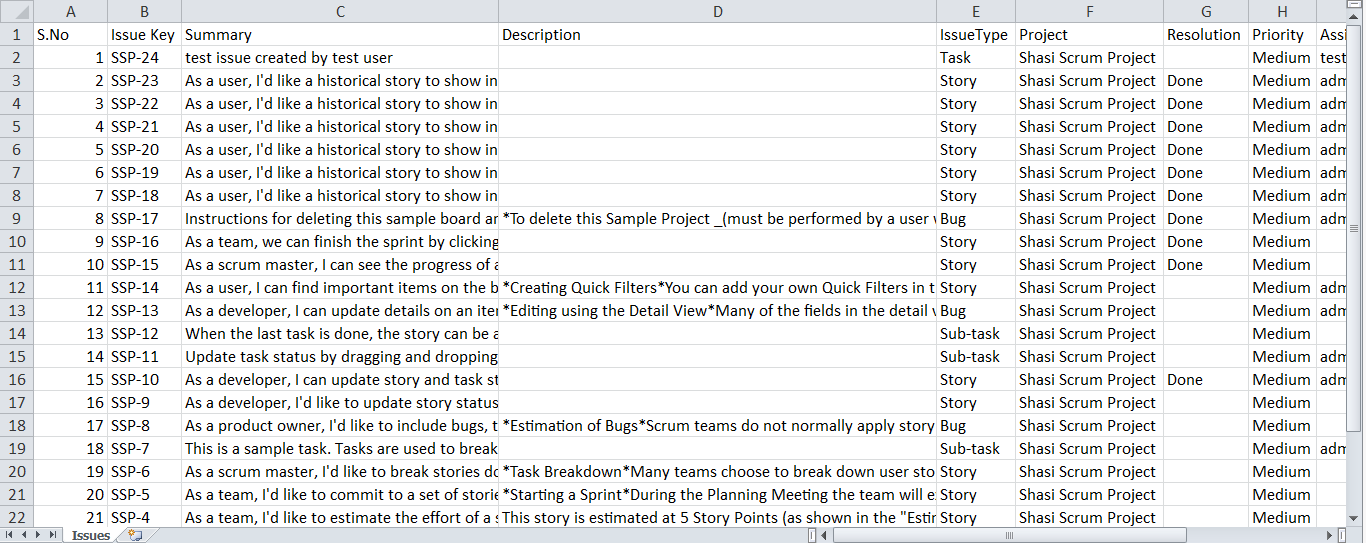 A B C D E F G H
1 S.No Issue Key Summary Description IssueType Project Resolution Priority Assi
2 1 SSP-24 test issue created by test user Task Shasi Scrum Project Medium test
3 2 SSP-23 As a user, I'd like a historical story to show in Story Shasi Scrum Project Done Medium adm
4 3 SSP-22 As a user, I'd like a historical story to show in Story Shasi Scrum Project Done Medium adm
5 4 SSP-21 As a user, I'd like a historical story to show in Story Shasi Scrum Project Done Medium adm
6 5 SSP-20 As a user, I'd like a historical story to show in Story Shasi Scrum Project Done Medium adm
7 6 SSP-19 As a user, I'd like a historical story to show in Story Shasi Scrum Project Done Medium adm
8 7 SSP-18 As a user, I'd like a historical story to show in Story Shasi Scrum Project Done Medium adm
9 8 SSP-17 Instructions for deleting this sample board ar *To delete this Sample Project _(must be performed by a user Bug Shasi Scrum Project Done Medium adm
10 9 SSP-16 As a team, we can finish the sprint by clicking Story Shasi Scrum Project Done Medium
11 10 SSP-15 As a scrum master, I can see the progress of Story Shasi Scrum Project Done Medium
12 11 SSP-14 As a user, I can find important items on the b *Creating Quick Filters*You can add your own Quick Filters in t Story Shasi Scrum Project Medium adm
13 12 SSP-13 As a developer, I can update details on an iter *Editing using the Detail View*Many of the fields in the detail Bug Shasi Scrum Project Medium adm
14 13 SSP-12 When the last task is done, the story can be Sub-task Shasi Scrum Project Medium
15 14 SSP-11 Update task status by dragging and dropping Sub-task Shasi Scrum Project Medium adm
16 15 SSP-10 As a developer, I can update story and task st Story Shasi Scrum Project Done Medium adm
17 16 SSP-9 As a developer, I'd like to update story status Story Shasi Scrum Project Medium
18 17 SSP-8 As a product owner, I'd like to include bugs, t *Estimation of Bugs*Scrum teams do not normally apply story Bug Shasi Scrum Project Medium
19 18 SSP-7 This is a sample task. Tasks are used to break Sub-task Shasi Scrum Project Medium adm
20 19 SSP-6 As a scrum master, I'd like to break stories do *Task Breakdown*Many teams choose to break down user sto Story Shasi Scrum Project Medium
21 20 SSP-5 As a team, I'd like to commit to a set of storie *Starting a Sprint*During the Planning Meeting the team will e Story Shasi Scrum Project Medium
22 21 SSP-4 As a team, I'd like to estimate the effort of a s This story is estimated at 5 Story Points (as shown in the "Estir Story Shasi Scrum Project Medium
Issues